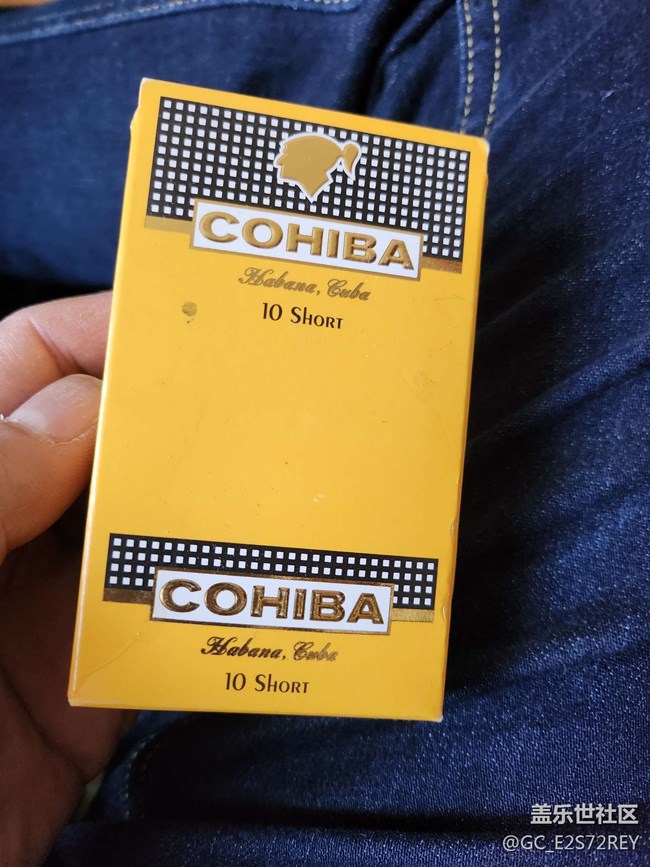 COHIBA
Habana, Cuba
10 SHORT
COHIBA
Habana, Cuba
10 SHORT
盖乐世社区
@GC_E2S72REY